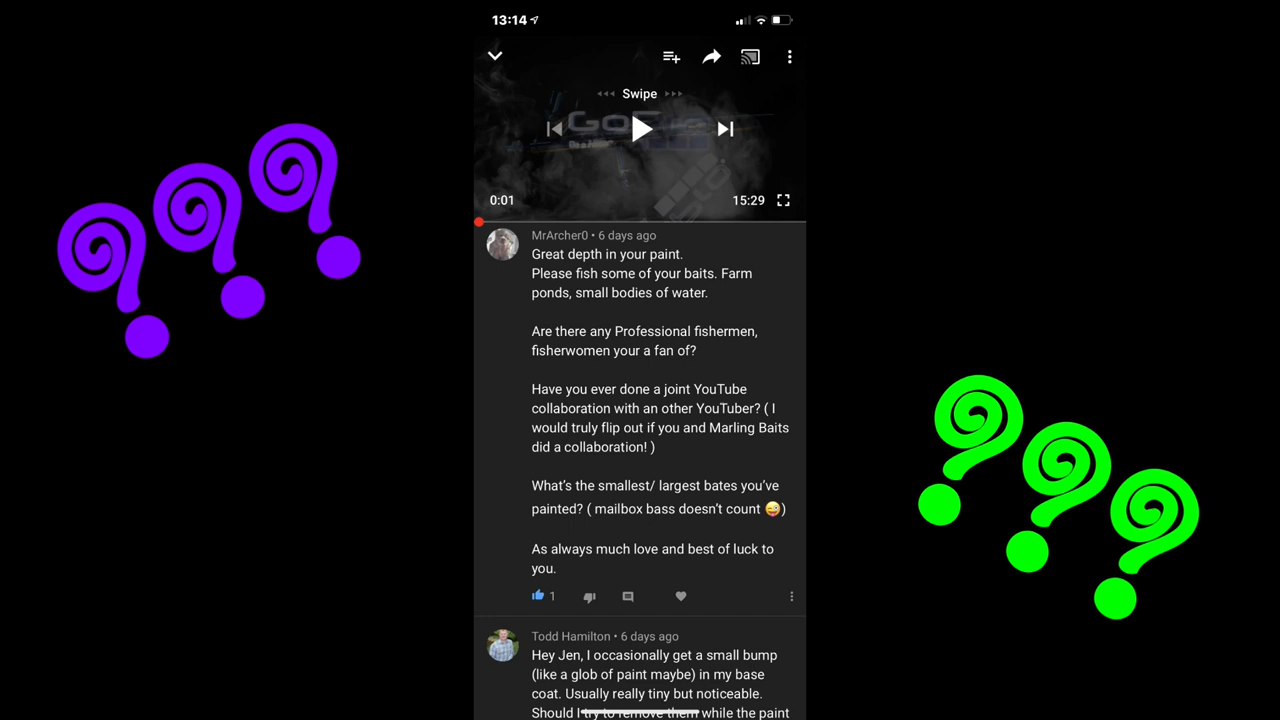 13:14
Swipe
0:01
15:29
MrArcher0 • 6 days ago
Great depth in your paint.
Please fish some of your baits. Farm
ponds, small bodies of water.
Are there any Professional fishermen,
fisherwomen your a fan of?
Have you ever done a joint YouTube
collaboration with an other YouTuber? ( I
would truly flip out if you and Marling Baits
did a collaboration! )
What's the smallest/ largest bates you've
painted? ( mailbox bass doesn't count 😜)
As always much love and best of luck to
you.
1
Todd Hamilton • 6 days ago
Hey Jen, I occasionally get a small bump
(like a glob of paint maybe) in my base
coat. Usually really tiny but noticeable.
Should I try to remove them while the paint